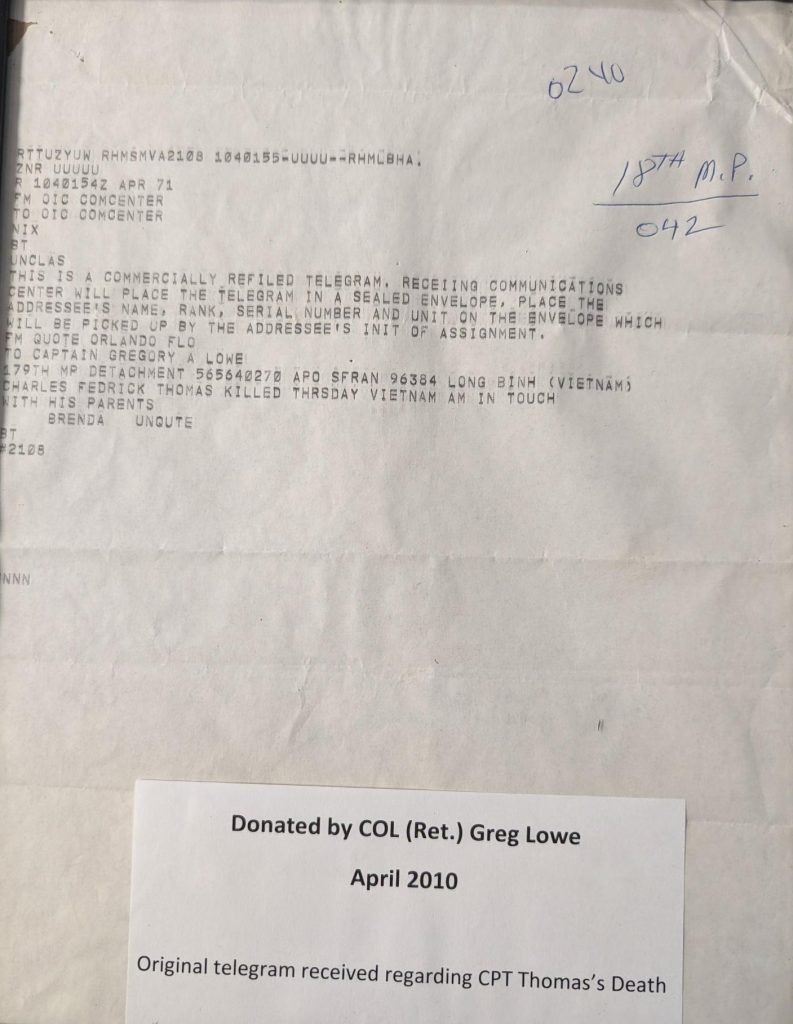 0240
18TH M.P.
042
RTTUZYUW RHMSMVA2108 1040155-UUUU--RHMLBHA.
ZNR UUUUU
R 1040154Z APR 71
FM OIC COMCENTER
TO OIC COMCENTER
NIX
BT
UNCLAS
THIS IS A COMMERCIALLY REFILED TELEGRAM. RECEIING COMMUNICATIONS
CENTER WILL PLACE THE TELEGRAM IN A SEALED ENVELOPE, PLACE THE
ADDRESSEE'S NAME, RANK, SERIAL NUMBER AND UNIT ON THE ENVELOPE WHICH
WILL BE PICKED UP BY THE ADDRESSEE'S INIT OF ASSIGNMENT.
FM QUOTE ORLANDO FLO
TO CAPTAIN GREGORY A LOWE
179TH MP DETACHMENT 565640270 APO SFRAN 96384 LONG BINH (VIETNAM)
CHARLES FEDRICK THOMAS KILLED THRSDAY VIETNAM AM IN TOUCH
WITH HIS PARENTS
BRENDA UNQUTE
BT
#2108
NNN
Donated by COL (Ret.) Greg Lowe
April 2010
Original telegram received regarding CPT Thomas's Death